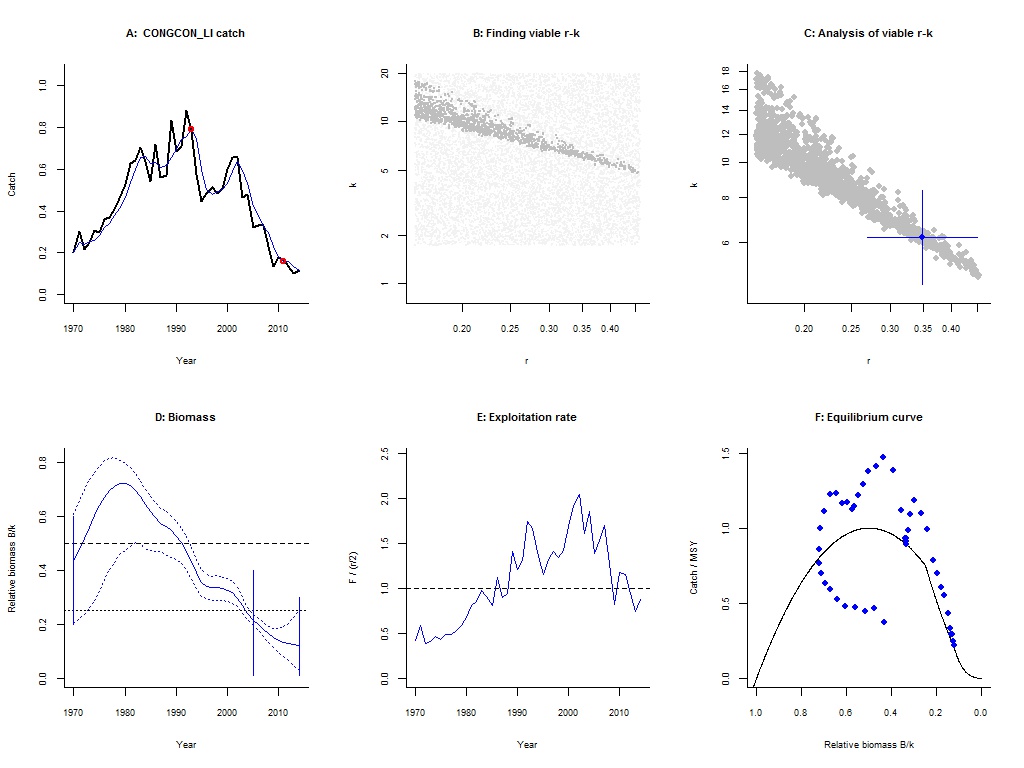 A: CONGCON_LI catch
B: Finding viable r-k
C: Analysis of viable r-k
Catch
0.0 0.2 0.4 0.6 0.8 1.0
1970 1980 1990 2000 2010
Year
k
1 2 5 10 20
0.20 0.25 0.30 0.35 0.40
r
k
6 8 10 12 14 16 18
0.20 0.25 0.30 0.35 0.40
r
D: Biomass
E: Exploitation rate
F: Equilibrium curve
Relative biomass B/k
0.0 0.2 0.4 0.6 0.8
1970 1980 1990 2000 2010
Year
F / (r/2)
0.0 0.5 1.0 1.5 2.0 2.5
1970 1980 1990 2000 2010
Year
Catch / MSY
0.0 0.5 1.0 1.5
1.0 0.8 0.6 0.4 0.2 0.0
Relative biomass B/k